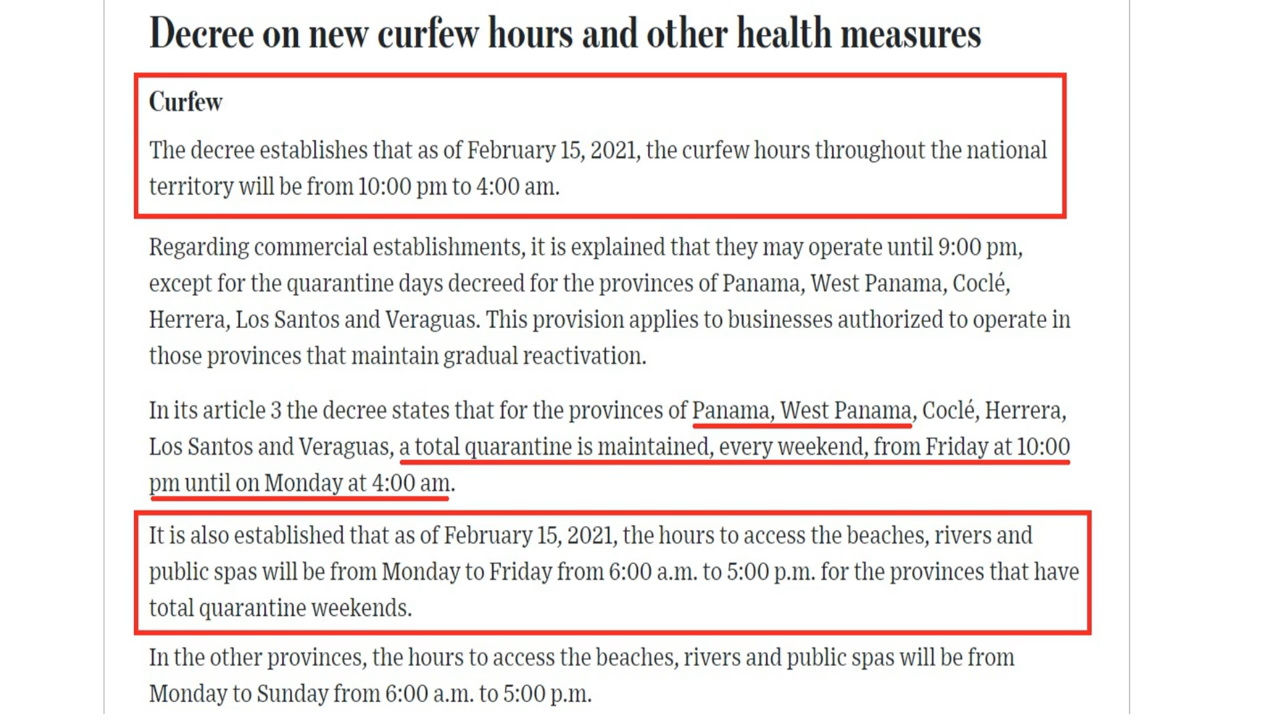 Decree on new curfew hours and other health measures
Curfew
The decree establishes that as of February 15, 2021, the curfew hours throughout the national
territory will be from 10:00 pm to 4:00 am.
Regarding commercial establishments, it is explained that they may operate until 9:00 pm,
except for the quarantine days decreed for the provinces of Panama, West Panama, Coclé,
Herrera, Los Santos and Veraguas. This provision applies to businesses authorized to operate in
those provinces that maintain gradual reactivation.
In its article 3 the decree states that for the provinces of Panama, West Panama, Coclé, Herrera,
Los Santos and Veraguas, a total quarantine is maintained, every weekend, from Friday at 10:00
pm until on Monday at 4:00 am.
It is also established that as of February 15, 2021, the hours to access the beaches, rivers and
public spas will be from Monday to Friday from 6:00 a.m. to 5:00 p.m. for the provinces that have
total quarantine weekends.
In the other provinces, the hours to access the beaches, rivers and public spas will be from
Monday to Sunday from 6:00 a.m. to 5:00 p.m.